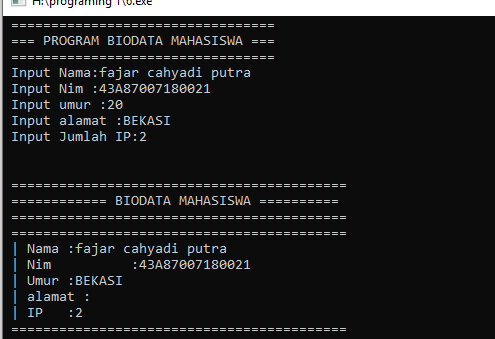 H:\programing 1\6.exe
=================================
=== PROGRAM BIODATA MAHASISWA ===
=================================
Input Nama:fajar cahyadi putra
Input Nim :43A87007180021
Input umur :20
Input alamat :BEKASI
Input Jumlah IP:2
==========================================
============ BIODATA MAHASISWA ==========
==========================================
==========================================
| Nama :fajar cahyadi putra
| Nim          :43A87007180021
| Umur :BEKASI
| alamat :
| IP   :2
==========================================